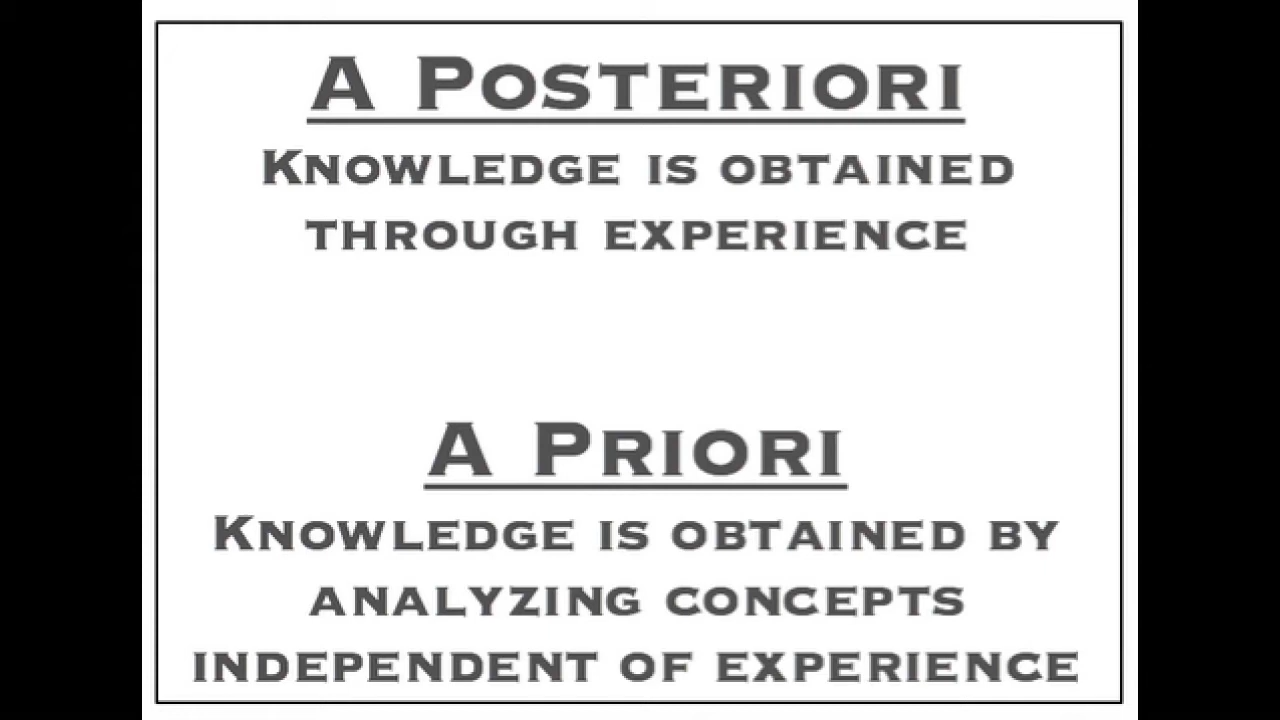 A POSTERIORI
KNOWLEDGE IS OBTAINED
THROUGH EXPERIENCE
A PRIORI
KNOWLEDGE IS OBTAINED BY
ANALYZING CONCEPTS
INDEPENDENT OF EXPERIENCE